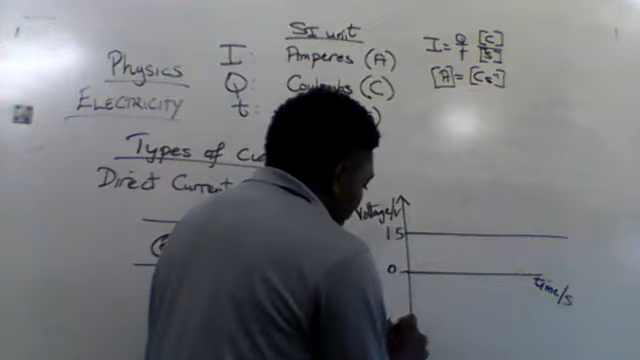 SI unit
Physics
ELECTRICITY
I : Amperes (A)
Q : Coulombs (C)
t :
I = Q/t [C]/[s]
[A] = [Cs⁻¹]
Types of
Direct Current
Voltage/V
1.5
0
time/s